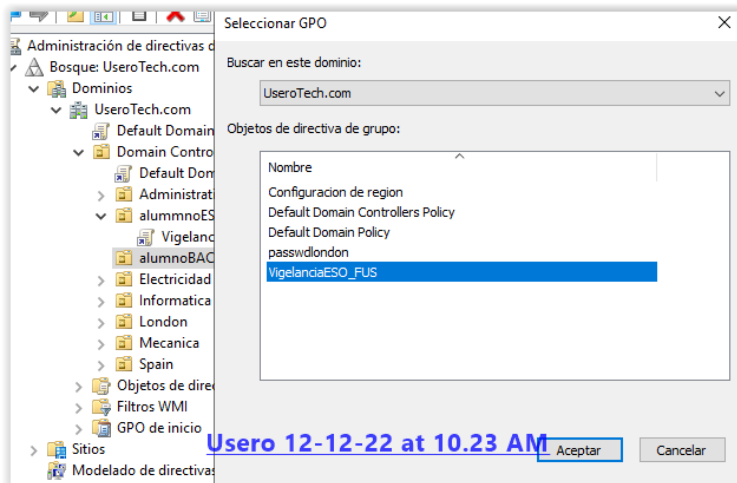 Seleccionar GPO
Administración de directivas d
Bosque: UseroTech.com
Dominios
UseroTech.com
Default Domain
Domain Contro
Default Dom
Administrati
alummnoES
Vigelanc
alumnoBAC
Electricidad
Informatica
London
Mecanica
Spain
Objetos de direc
Filtros WMI
GPO de inicio
Sitios
Modelado de directivas
Buscar en este dominio:
UseroTech.com
Objetos de directiva de grupo:
Nombre
Configuracion de region
Default Domain Controllers Policy
Default Domain Policy
passwdlondon
VigelanciaESO_FUS
Usero 12-12-22 at 10.23 AM
Aceptar
Cancelar